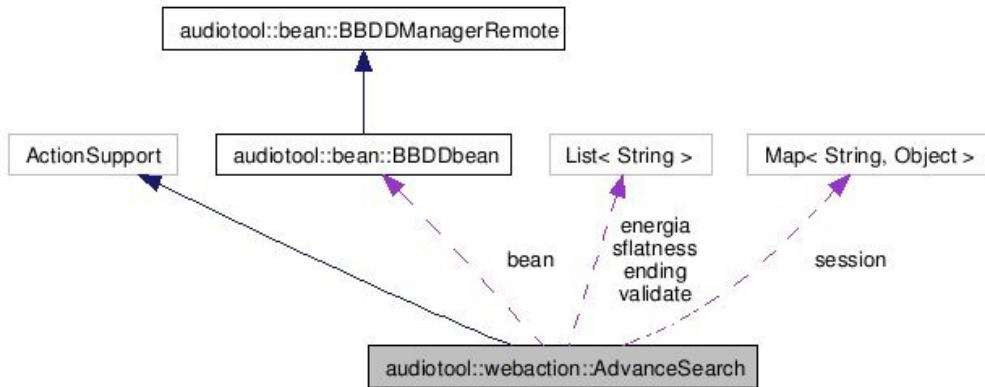 audiotool::bean::BBDDManagerRemote
ActionSupport
audiotool::bean::BBDDbean
List< String >
Map< String, Object >
energia
sflatness
ending
validate
bean
session
audiotool::webaction::AdvanceSearch